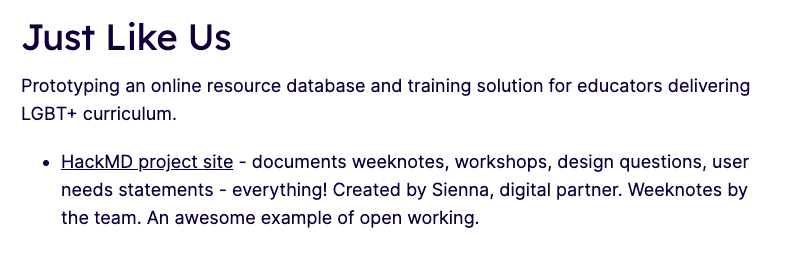 Just Like Us
Prototyping an online resource database and training solution for educators delivering
LGBT+ curriculum.
• HackMD project site - documents weeknotes, workshops, design questions, user
needs statements - everything! Created by Sienna, digital partner. Weeknotes by
the team. An awesome example of open working.